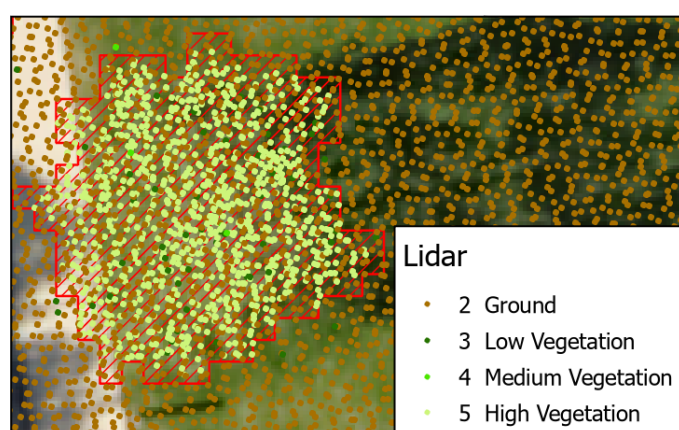 Lidar
2 Ground
3 Low Vegetation
4 Medium Vegetation
5 High Vegetation